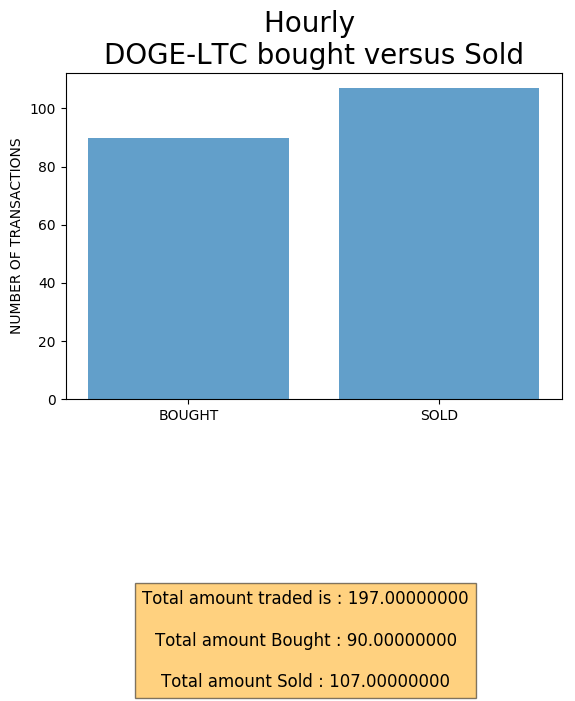 Hourly
DOGE-LTC bought versus Sold
NUMBER OF TRANSACTIONS
100
80
60
40
20
0
BOUGHT
SOLD
Total amount traded is : 197.00000000
Total amount Bought : 90.00000000
Total amount Sold : 107.00000000